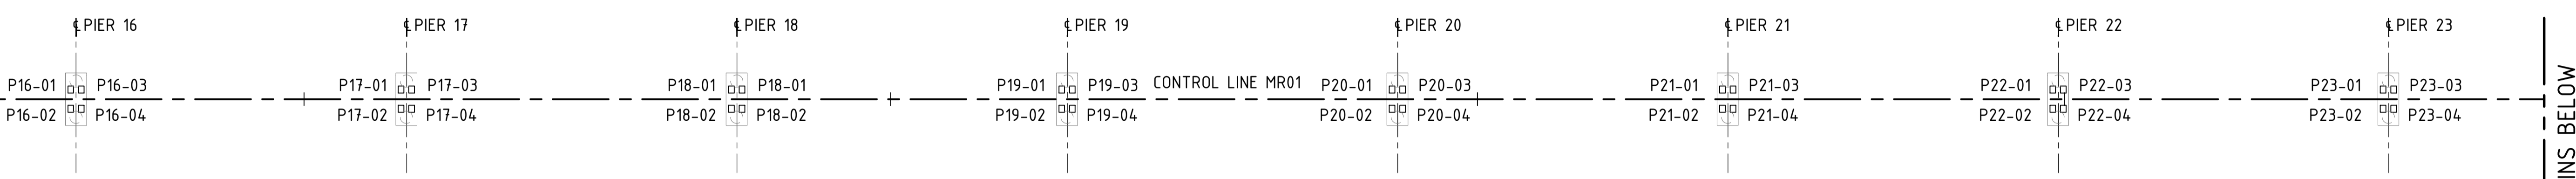 ℄ PIER 16 ℄ PIER 17 ℄ PIER 18 ℄ PIER 19 ℄ PIER 20 ℄ PIER 21 ℄ PIER 22 ℄ PIER 23
P16-01 P16-03 P17-01 P17-03 P18-01 P18-01 P19-01 P19-03 CONTROL LINE MR01 P20-01 P20-03 P21-01 P21-03 P22-01 P22-03 P23-01 P23-03
P16-02 P16-04 P17-02 P17-04 P18-02 P18-02 P19-02 P19-04 P20-02 P20-04 P21-02 P21-04 P22-02 P22-04 P23-02 P23-04
INS BELOW